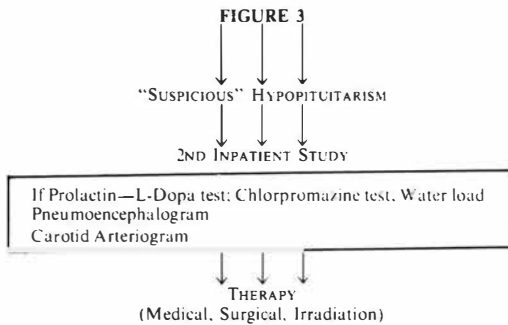 FIGURE 3
"SUSPICIOUS" HYPOPITUITARISM
2ND INPATIENT STUDY
If Prolactin—L-Dopa test; Chlorpromazine test, Water load
Pneumoencephalogram
Carotid Arteriogram
THERAPY
(Medical, Surgical, Irradiation)